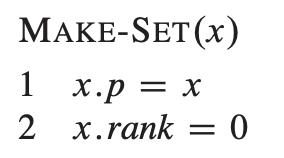 MAKE-SET(x)
1 x.p = x
2 x.rank = 0